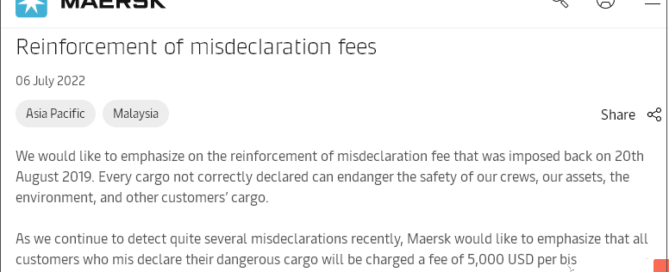 MAERSK
Reinforcement of misdeclaration fees
06 July 2022
Asia Pacific Malaysia
Share
We would like to emphasize on the reinforcement of misdeclaration fee that was imposed back on 20th
August 2019. Every cargo not correctly declared can endanger the safety of our crews, our assets, the
environment, and other customers’ cargo.
As we continue to detect quite several misdeclarations recently, Maersk would like to emphasize that all
customers who mis declare their dangerous cargo will be charged a fee of 5,000 USD per bis